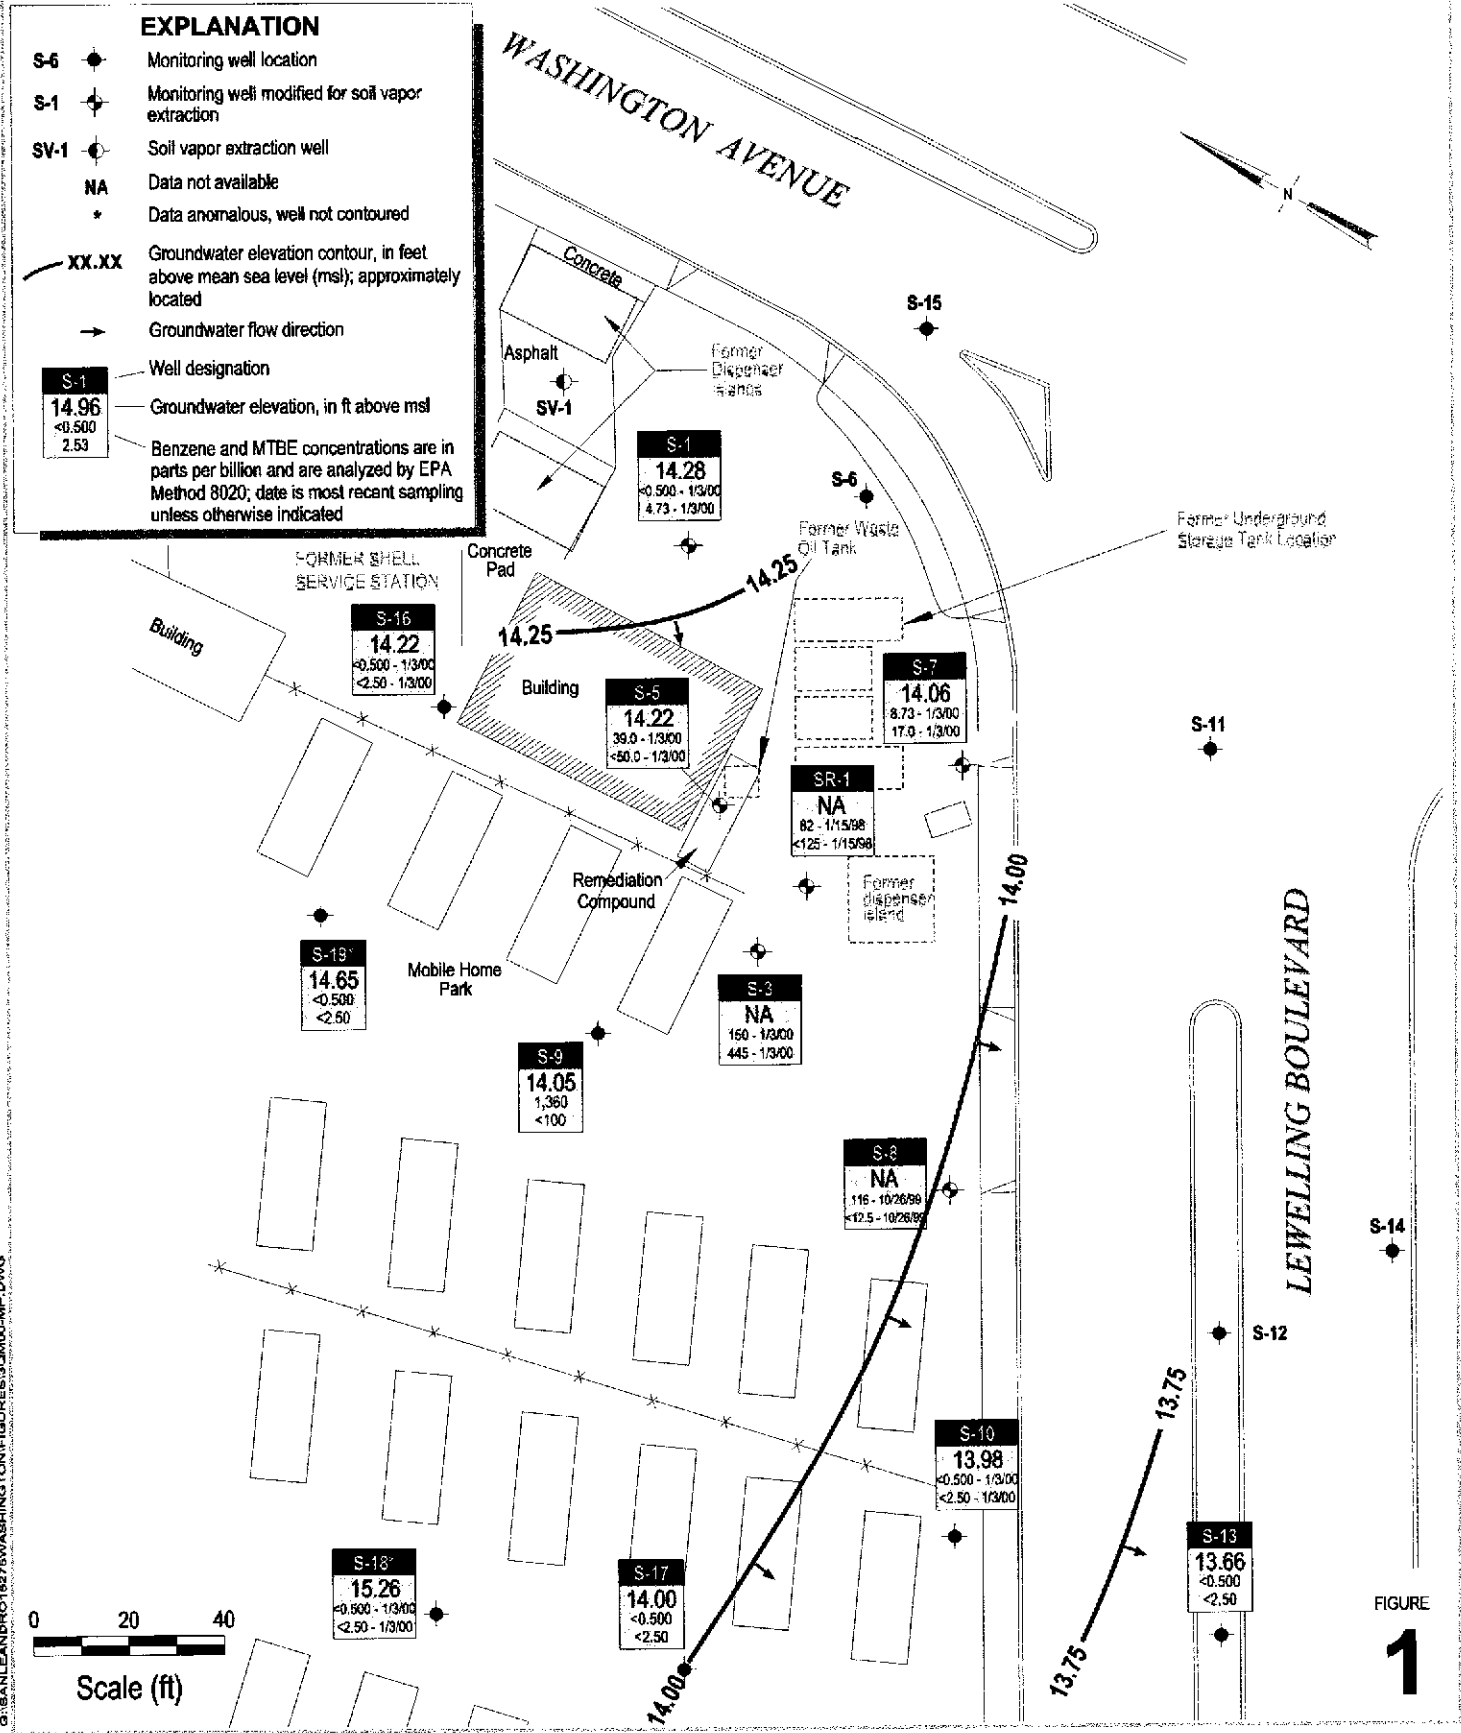 EXPLANATION
S-6 Monitoring well location
S-1 Monitoring well modified for soil vapor
extraction
SV-1 Soil vapor extraction well
NA Data not available
* Data anomalous, well not contoured
XX.XX Groundwater elevation contour, in feet
above mean sea level (msl); approximately
located
Groundwater flow direction
S-1
14.96
<0.500
2.53
Well designation
Groundwater elevation, in ft above msl
Benzene and MTBE concentrations are in
parts per billion and are analyzed by EPA
Method 8020; date is most recent sampling
unless otherwise indicated
WASHINGTON AVENUE
N
Concrete
Asphalt
SV-1
Former
Dispenser
Islands
S-15
S-1
14.28
<0.500 - 1/3/00
4.73 - 1/3/00
S-6
Former Waste
Oil Tank
Former Underground
Storage Tank Location
FORMER SHELL
SERVICE STATION
Concrete
Pad
14.25
14.25
Building
S-16
14.22
<0.500 - 1/3/00
<2.50 - 1/3/00
Building
S-5
14.22
39.0 - 1/3/00
<50.0 - 1/3/00
S-7
14.06
8.73 - 1/3/00
17.0 - 1/3/00
S-11
SR-1
NA
82 - 1/15/98
<125 - 1/15/98
Remediation
Compound
Former
dispenser
island
14.00
LEWELLING BOULEVARD
S-19*
14.65
<0.500
<2.50
Mobile Home
Park
S-3
NA
150 - 1/3/00
445 - 1/3/00
S-9
14.05
1,360
<100
S-8
NA
116 - 10/26/99
<12.5 - 10/26/99
S-14
S-12
13.75
S-10
13.98
<0.500 - 1/3/00
<2.50 - 1/3/00
S-13
13.66
<0.500
<2.50
S-18*
15.26
<0.500 - 1/3/00
<2.50 - 1/3/00
S-17
14.00
<0.500
<2.50
14.00
13.75
0 20 40
Scale (ft)
FIGURE
1